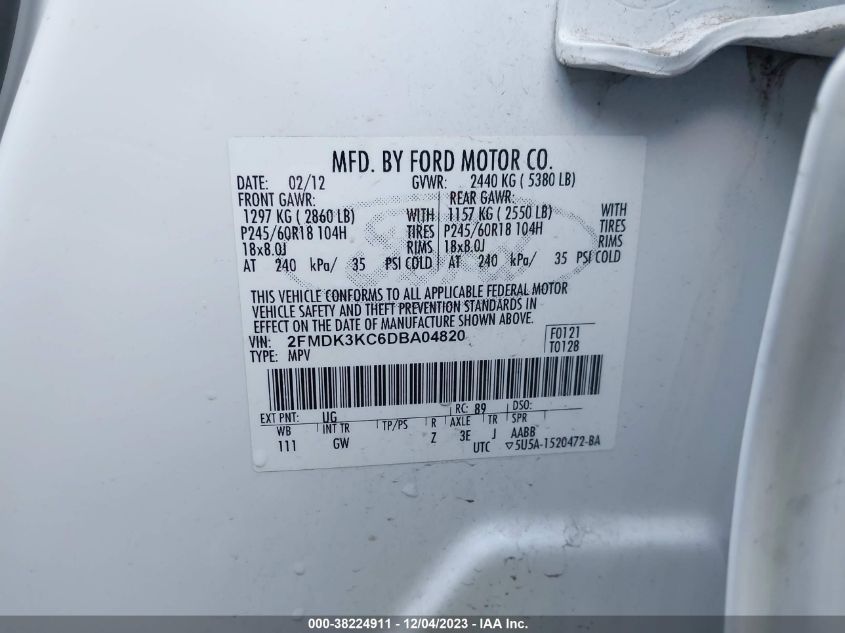 MFD. BY FORD MOTOR CO.
DATE: 02/12 GVWR: 2440 KG ( 5380 LB)
FRONT GAWR: REAR GAWR:
1297 KG ( 2860 LB) WITH 1157 KG ( 2550 LB) WITH
P245/60R18 104H TIRES P245/60R18 104H TIRES
18x8.0J RIMS 18x8.0J RIMS
AT 240 kPa/ 35 PSI COLD AT 240 kPa/ 35 PSI COLD
THIS VEHICLE CONFORMS TO ALL APPLICABLE FEDERAL MOTOR
VEHICLE SAFETY AND THEFT PREVENTION STANDARDS IN
EFFECT ON THE DATE OF MANUFACTURE SHOWN ABOVE.
VIN: 2FMDK3KC6DBA04820 F0121
TYPE: MPV T0128
EXT PNT: UG RC: 89 DSO:
WB INT TR TP/PS R AXLE TR SPR
111 GW Z 3E J AABB
UTC ▽5U5A-1520472-BA
000-38224911 - 12/04/2023 - IAA Inc.